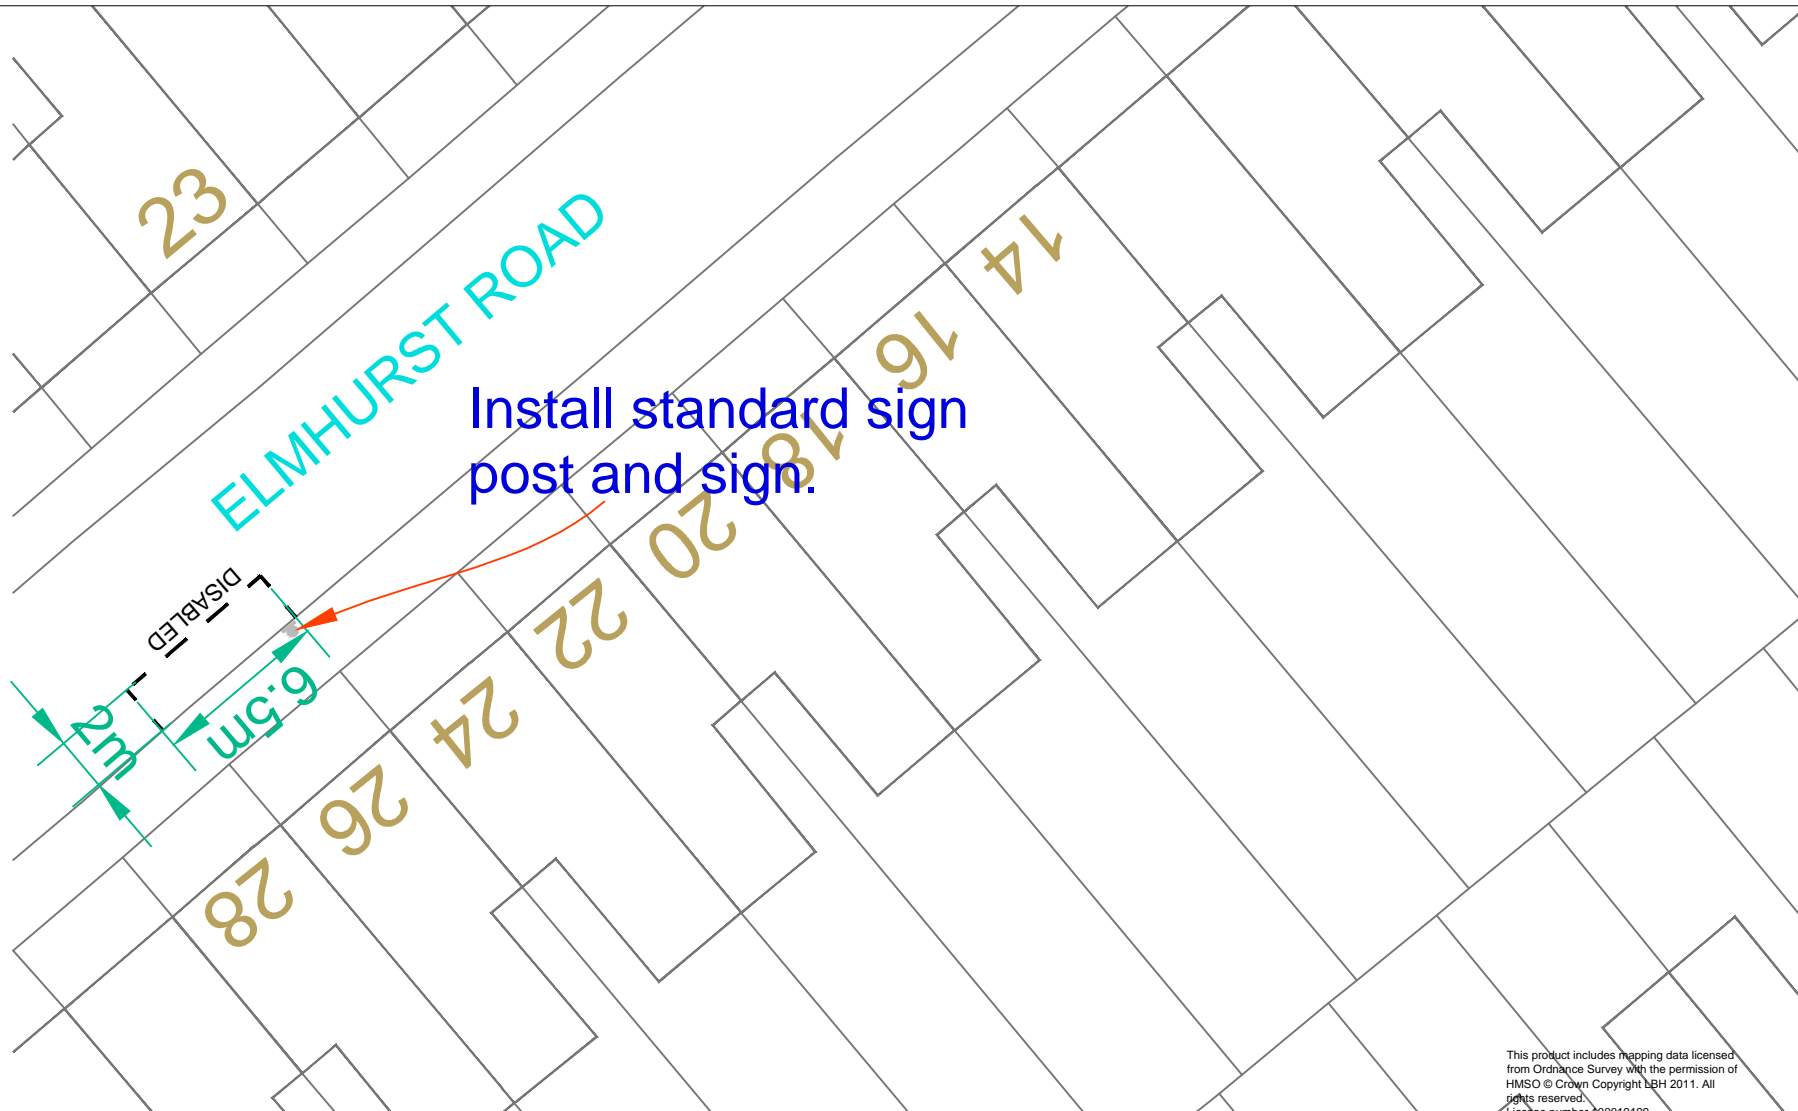 23
ELMHURST ROAD
14
16
Install standard sign
post and sign.
18
20
DISABLED
22
6.5m
24
2m
26
28
This product includes mapping data licensed
from Ordnance Survey with the permission of
HMSO © Crown Copyright LBH 2011. All
rights reserved.
License number